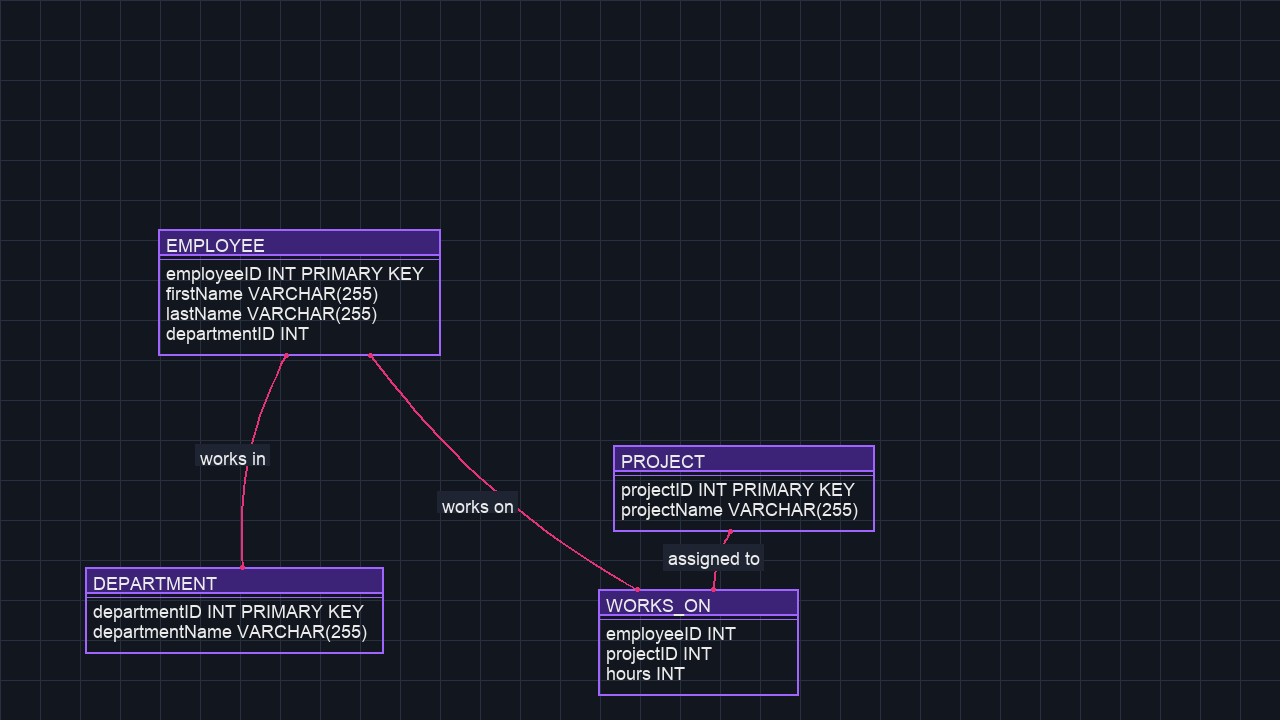 EMPLOYEE
employeeID INT PRIMARY KEY
firstName VARCHAR(255)
lastName VARCHAR(255)
departmentID INT
works in
works on
PROJECT
projectID INT PRIMARY KEY
projectName VARCHAR(255)
assigned to
DEPARTMENT
departmentID INT PRIMARY KEY
departmentName VARCHAR(255)
WORKS_ON
employeeID INT
projectID INT
hours INT